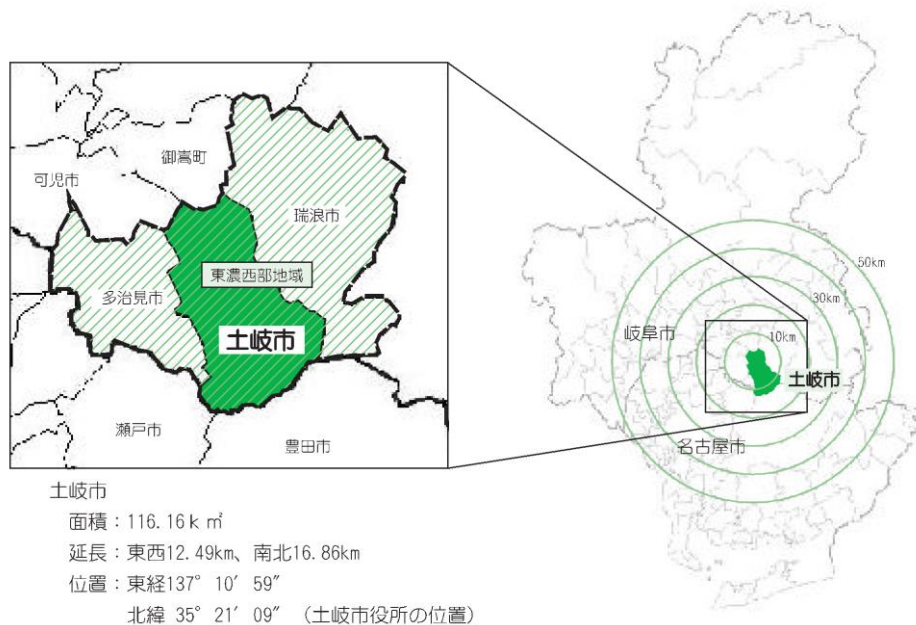 御嵩町
可児市
瑞浪市
東濃西部地域
多治見市
土岐市
瀬戸市
豊田市
50km
30km
岐阜市
10km
土岐市
名古屋市
土岐市
面積：116.16ｋ㎡
延長：東西12.49km、南北16.86km
位置：東経137° 10′ 59″
北緯 35° 21′ 09″ （土岐市役所の位置）